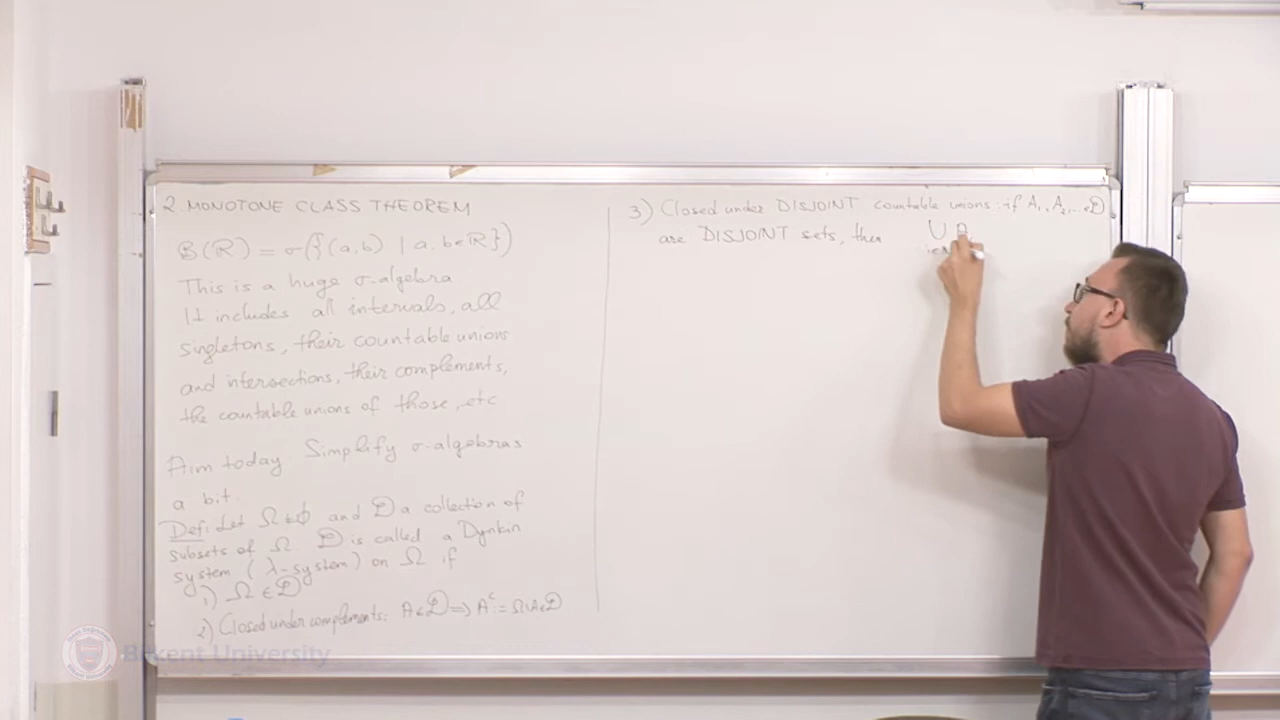 2. MONOTONE CLASS THEOREM
B(ℝ) = σ({(a,b) | a,b∈ℝ})
This is a huge σ-algebra
It includes all intervals, all
singletons, their countable unions
and intersections, their complements,
the countable unions of those, etc
Aim today Simplify σ-algebras
a bit.
Def: Let Ω≠∅ and 𝒟 a collection of
subsets of Ω. 𝒟 is called a Dynkin
system (λ-system) on Ω if
1) Ω∈𝒟
2) Closed under complements: A∈𝒟 ⟹ Aᶜ := Ω\A∈𝒟
3) Closed under DISJOINT countable unions: if A₁, A₂,...∈𝒟
are DISJOINT sets, then ∪ A
Bilkent University